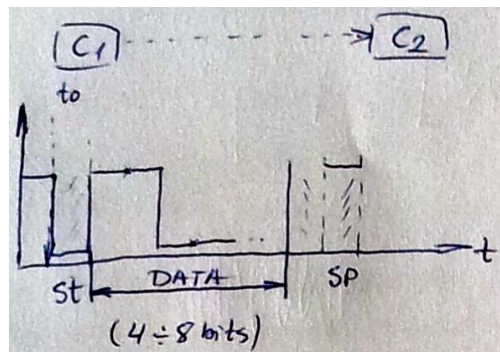 C1 C2
to
t
St DATA SP
(4÷8 bits)